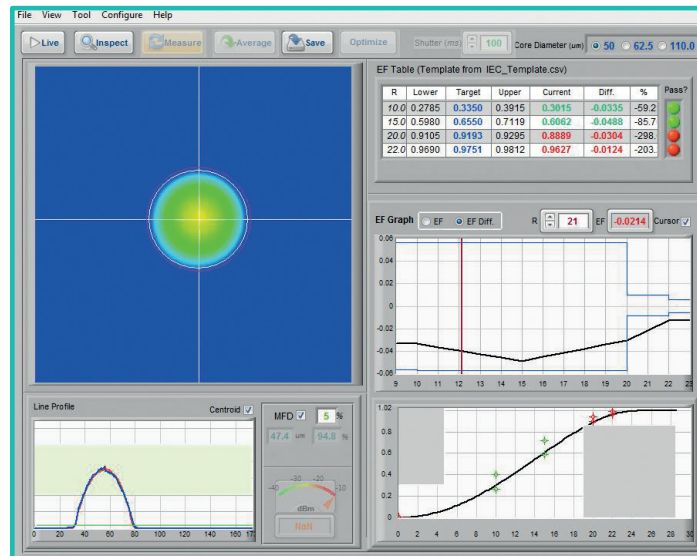 File View Tool Configure Help
Live Inspect Measure Average Save Optimize Shutter (ms) 100 Core Diameter (um) 50 62.5 110.0
EF Table (Template from IEC_Template.csv)
R Lower Target Upper Current Diff. % Pass?
10.0 0.2785 0.3350 0.3915 0.3015 -0.0335 -59.2
15.0 0.5980 0.6550 0.7119 0.6062 -0.0488 -85.7
20.0 0.9105 0.9193 0.9295 0.8889 -0.0304 -298.
22.0 0.9690 0.9751 0.9812 0.9627 -0.0124 -203.
EF Graph EF EF Diff. R 21 EF -0.0214 Cursor
0.06
0.04
0.02
0
-0.02
-0.04
-0.06
9 10 11 12 13 14 15 16 17 18 19 20 21 22 23
Line Profile Centroid
0 20 40 60 80 100 120 140 160
MFD 5 %
47.4 um 94.8 %
-40 -30 -20 -10
dBm
NaN
1.02
0.8
0.6
0.4
0.2
0
0 2 4 6 8 10 12 14 16 18 20 22 24 26 28 30